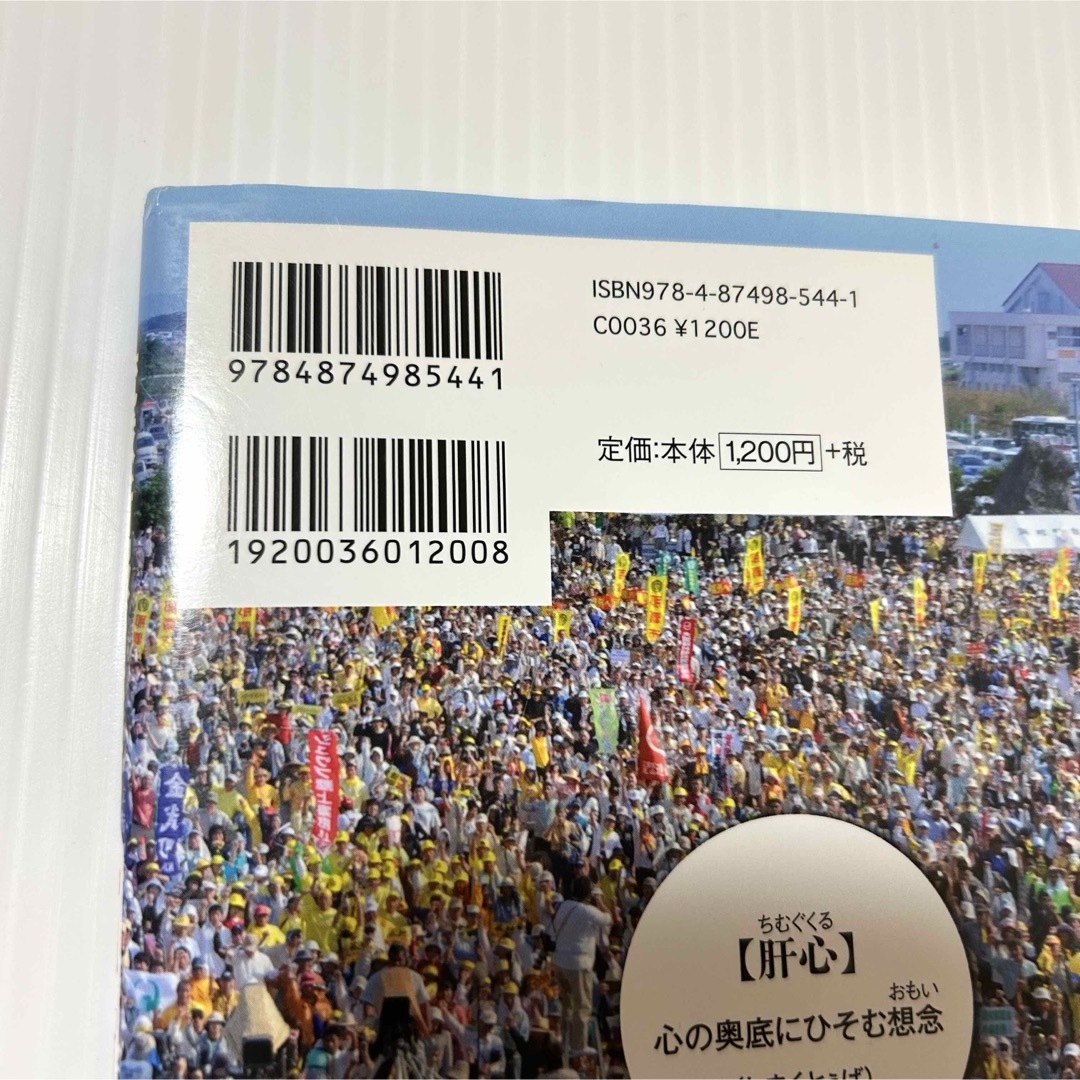 9784874985441
ISBN978-4-87498-544-1
C0036 ¥1200E
1920036012008
定価:本体 1,200円 +税
ちむぐくる
【肝心】
おもい
心の奥底にひそむ想念